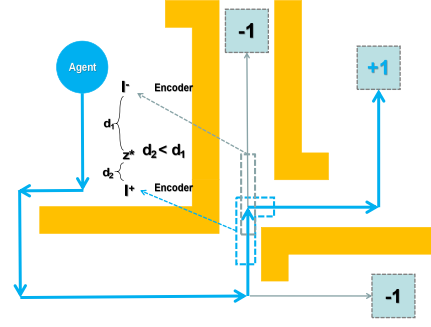 -1
Agent
+1
I⁻ Encoder
d₁
z* d₂ < d₁
d₂
I⁺ Encoder
-1